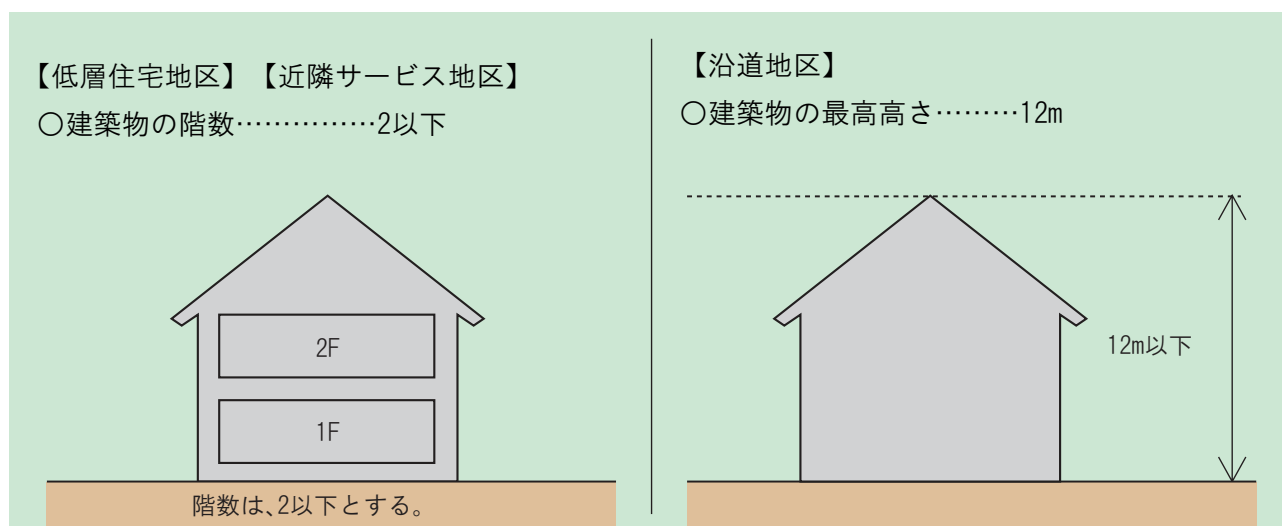 【低層住宅地区】【近隣サービス地区】
〇建築物の階数……………2以下
2F
1F
階数は、2以下とする。
【沿道地区】
〇建築物の最高高さ………12m
12m以下